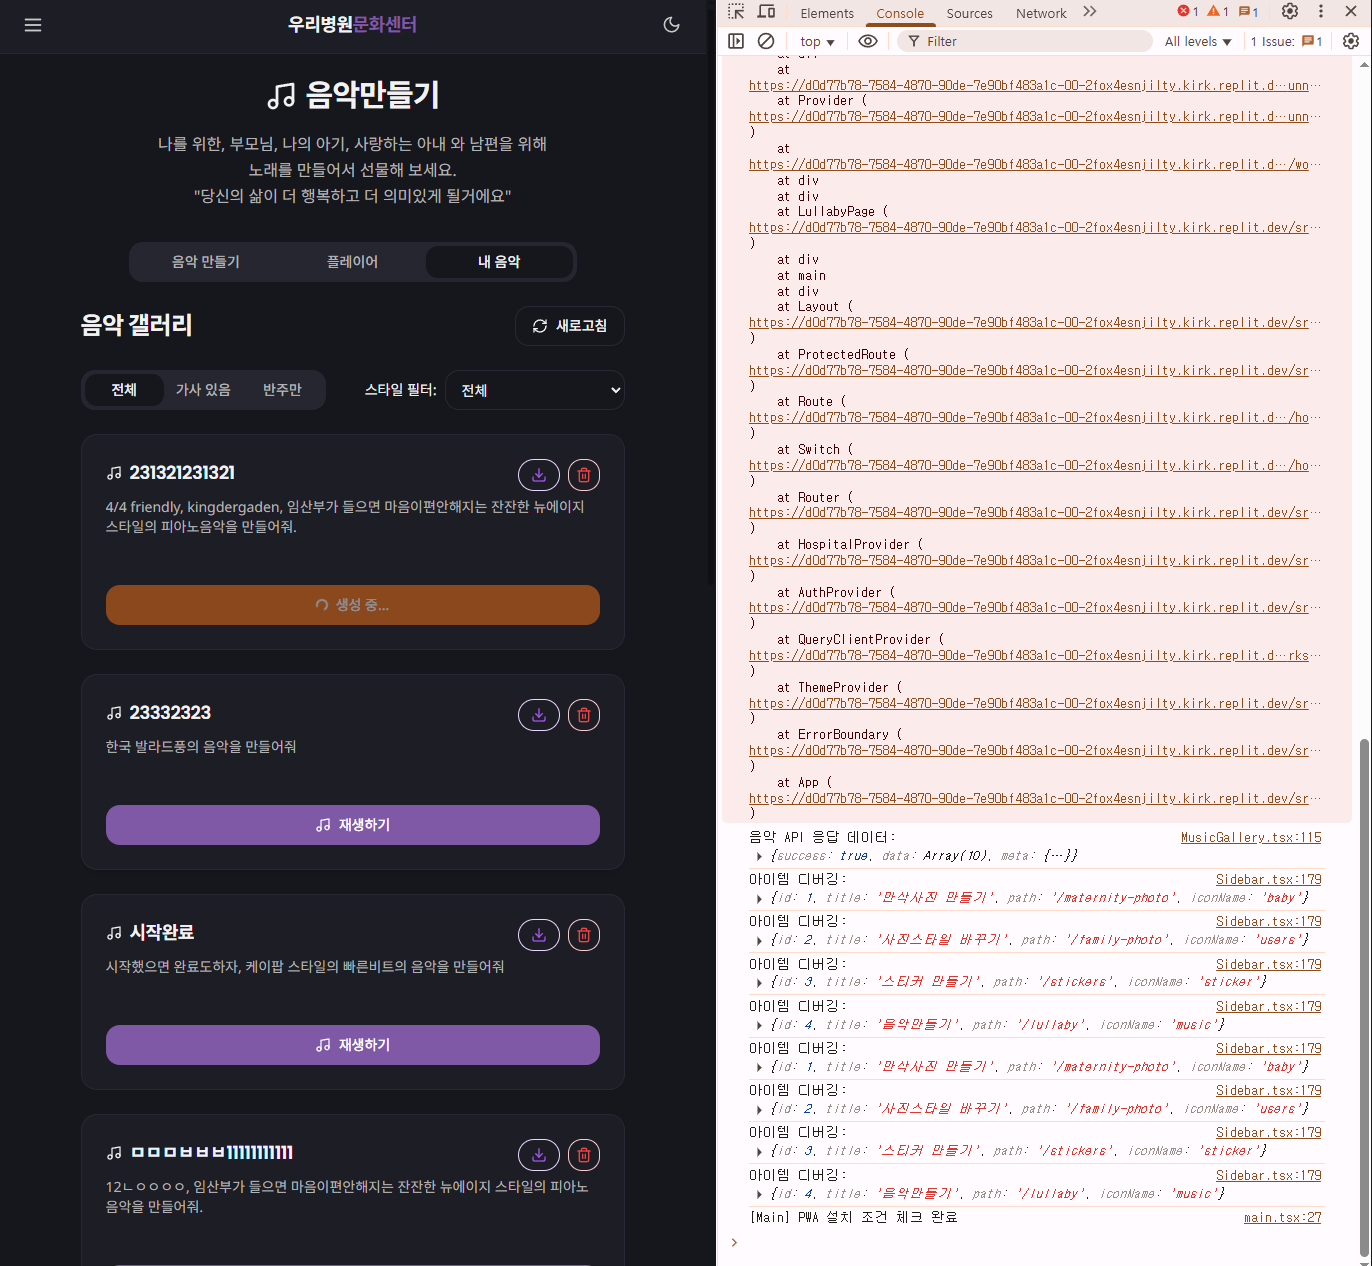 우리병원문화센터
음악만들기
나를 위한, 부모님, 나의 아기, 사랑하는 아내 와 남편을 위해
노래를 만들어서 선물해 보세요.
"당신의 삶이 더 행복하고 더 의미있게 될거에요"
음악 만들기
플레이어
내 음악
음악 갤러리
새로고침
전체
가사 있음
반주만
스타일 필터:
전체
231321231321
4/4 friendly, kingdergaden, 임산부가 들으면 마음이편안해지는 잔잔한 뉴에이지
스타일의 피아노음악을 만들어줘.
생성 중...
23332323
한국 발라드풍의 음악을 만들어줘
재생하기
시작완료
시작했으면 완료도하자, 케이팝 스타일의 빠른비트의 음악을 만들어줘
재생하기
ㅁㅁㅁㅂㅂㅂ11111111111
12ㄴㅇㅇㅇㅇ, 임산부가 들으면 마음이편안해지는 잔잔한 뉴에이지 스타일의 피아노
음악을 만들어줘.
Elements
Console
Sources
Network
1
1
1
top
Filter
All levels
1 Issue:
1
at
https://d0d77b78-7584-4870-90de-7e90bf483a1c-00-2fox4esnjilty.kirk.replit.d…unn…
at Provider (
https://d0d77b78-7584-4870-90de-7e90bf483a1c-00-2fox4esnjilty.kirk.replit.d…unn…
)
at
https://d0d77b78-7584-4870-90de-7e90bf483a1c-00-2fox4esnjilty.kirk.replit.d…/wo…
at div
at div
at LullabyPage (
https://d0d77b78-7584-4870-90de-7e90bf483a1c-00-2fox4esnjilty.kirk.replit.dev/sr…
)
at div
at main
at div
at Layout (
https://d0d77b78-7584-4870-90de-7e90bf483a1c-00-2fox4esnjilty.kirk.replit.dev/sr…
)
at ProtectedRoute (
https://d0d77b78-7584-4870-90de-7e90bf483a1c-00-2fox4esnjilty.kirk.replit.dev/sr…
)
at Route (
https://d0d77b78-7584-4870-90de-7e90bf483a1c-00-2fox4esnjilty.kirk.replit.d…/ho…
)
at Switch (
https://d0d77b78-7584-4870-90de-7e90bf483a1c-00-2fox4esnjilty.kirk.replit.d…/ho…
)
at Router (
https://d0d77b78-7584-4870-90de-7e90bf483a1c-00-2fox4esnjilty.kirk.replit.dev/sr…
)
at HospitalProvider (
https://d0d77b78-7584-4870-90de-7e90bf483a1c-00-2fox4esnjilty.kirk.replit.dev/sr…
)
at AuthProvider (
https://d0d77b78-7584-4870-90de-7e90bf483a1c-00-2fox4esnjilty.kirk.replit.dev/sr…
)
at QueryClientProvider (
https://d0d77b78-7584-4870-90de-7e90bf483a1c-00-2fox4esnjilty.kirk.replit.d…rks…
)
at ThemeProvider (
https://d0d77b78-7584-4870-90de-7e90bf483a1c-00-2fox4esnjilty.kirk.replit.dev/sr…
)
at ErrorBoundary (
https://d0d77b78-7584-4870-90de-7e90bf483a1c-00-2fox4esnjilty.kirk.replit.dev/sr…
)
at App (
https://d0d77b78-7584-4870-90de-7e90bf483a1c-00-2fox4esnjilty.kirk.replit.dev/sr…
)
음악 API 응답 데이터: MusicGallery.tsx:115
{success: true, data: Array(10), meta: {…}}
아이템 디버깅: Sidebar.tsx:179
{id: 1, title: '만삭사진 만들기', path: '/maternity-photo', iconName: 'baby'}
아이템 디버깅: Sidebar.tsx:179
{id: 2, title: '사진스타일 바꾸기', path: '/family-photo', iconName: 'users'}
아이템 디버깅: Sidebar.tsx:179
{id: 3, title: '스티커 만들기', path: '/stickers', iconName: 'sticker'}
아이템 디버깅: Sidebar.tsx:179
{id: 4, title: '음악만들기', path: '/lullaby', iconName: 'music'}
아이템 디버깅: Sidebar.tsx:179
{id: 1, title: '만삭사진 만들기', path: '/maternity-photo', iconName: 'baby'}
아이템 디버깅: Sidebar.tsx:179
{id: 2, title: '사진스타일 바꾸기', path: '/family-photo', iconName: 'users'}
아이템 디버깅: Sidebar.tsx:179
{id: 3, title: '스티커 만들기', path: '/stickers', iconName: 'sticker'}
아이템 디버깅: Sidebar.tsx:179
{id: 4, title: '음악만들기', path: '/lullaby', iconName: 'music'}
[Main] PWA 설치 조건 체크 완료 main.tsx:27